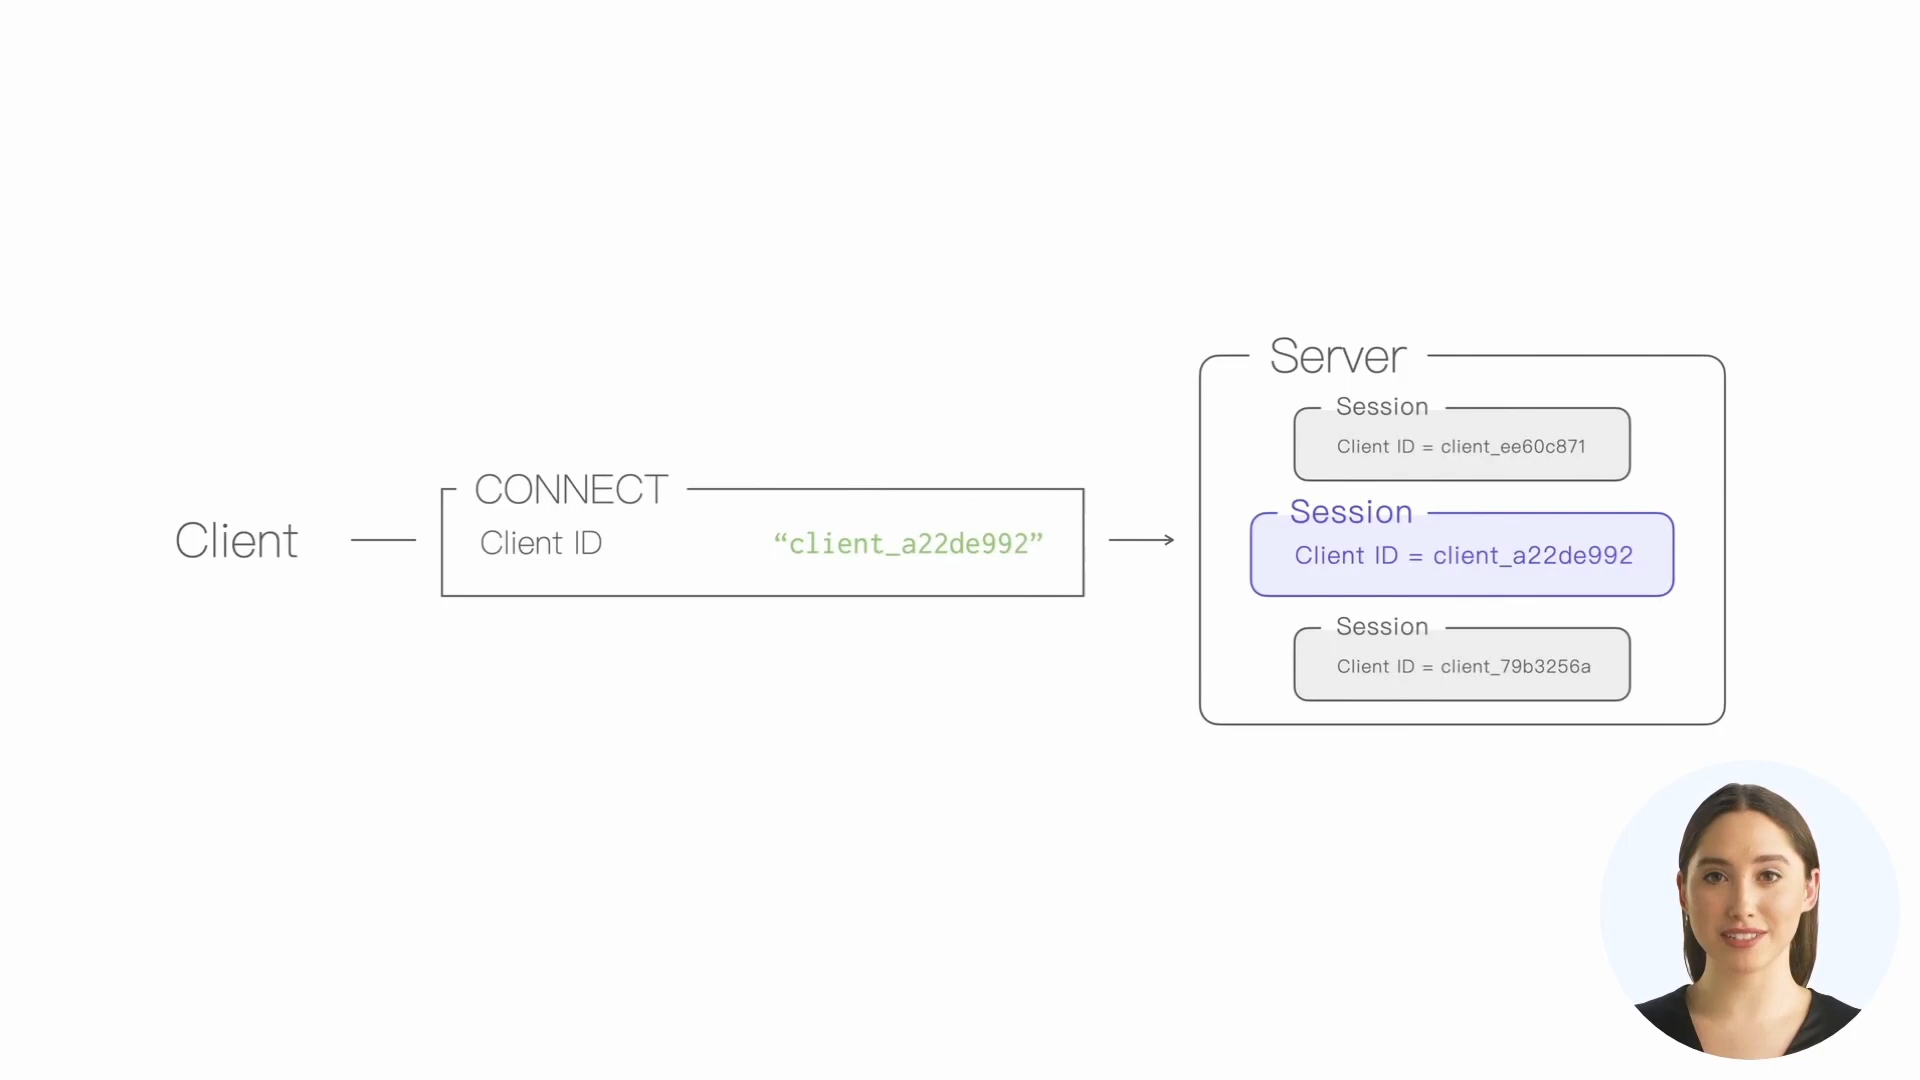 Client
CONNECT
Client ID “client_a22de992”
Server
Session
Client ID = client_ee60c871
Session
Client ID = client_a22de992
Session
Client ID = client_79b3256a